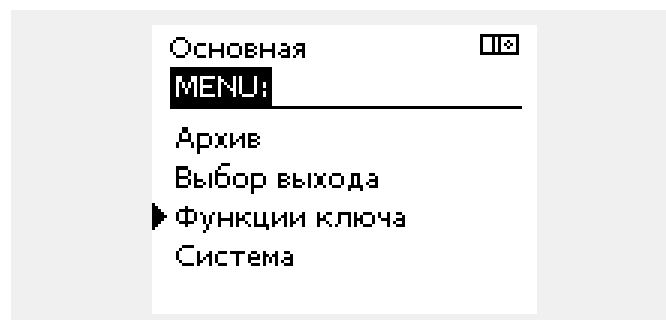 Основная
MENU:
Архив
Выбор выхода
Функции ключа
Система